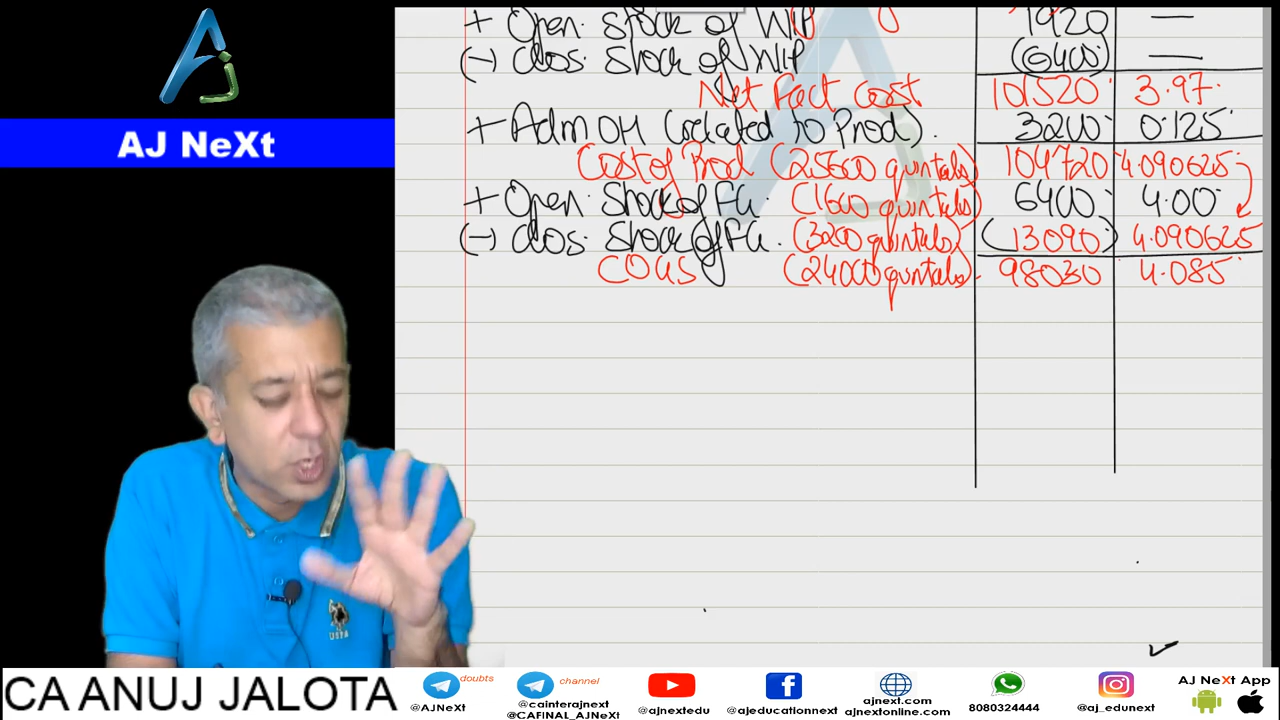 + Open. Stock of WIP 1920 —
(-) Clos. Stock of WIP (6400) —
Net Fact Cost 101520 3.97
+ Adm OH (related to Prod). 3200 0.125
Cost of Prod (25600 quintals) 104720 4.090625
+ Open. Stock of FG. (1600 quintals) 6400 4.00
(-) Clos. Stock of FG. (3200 quintals) (13090) 4.090625
COGS (24000 quintals) 98030 4.085
AJ
AJ NeXt
USPA
CA ANUJ JALOTA
doubts
@AJNeXt
channel
@cainterajnext
@CAFINAL_AJNeXt
@ajnextedu
@ajeducationnext
ajnext.com
ajnextonline.com
8080324444
@aj_edunext
AJ NeXt App